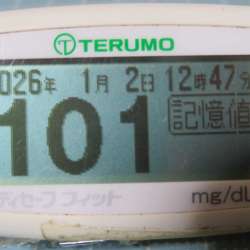 TERUMO
026年 1月 2日 12時47分
101 記憶値
ディセーフ フィット mg/dL